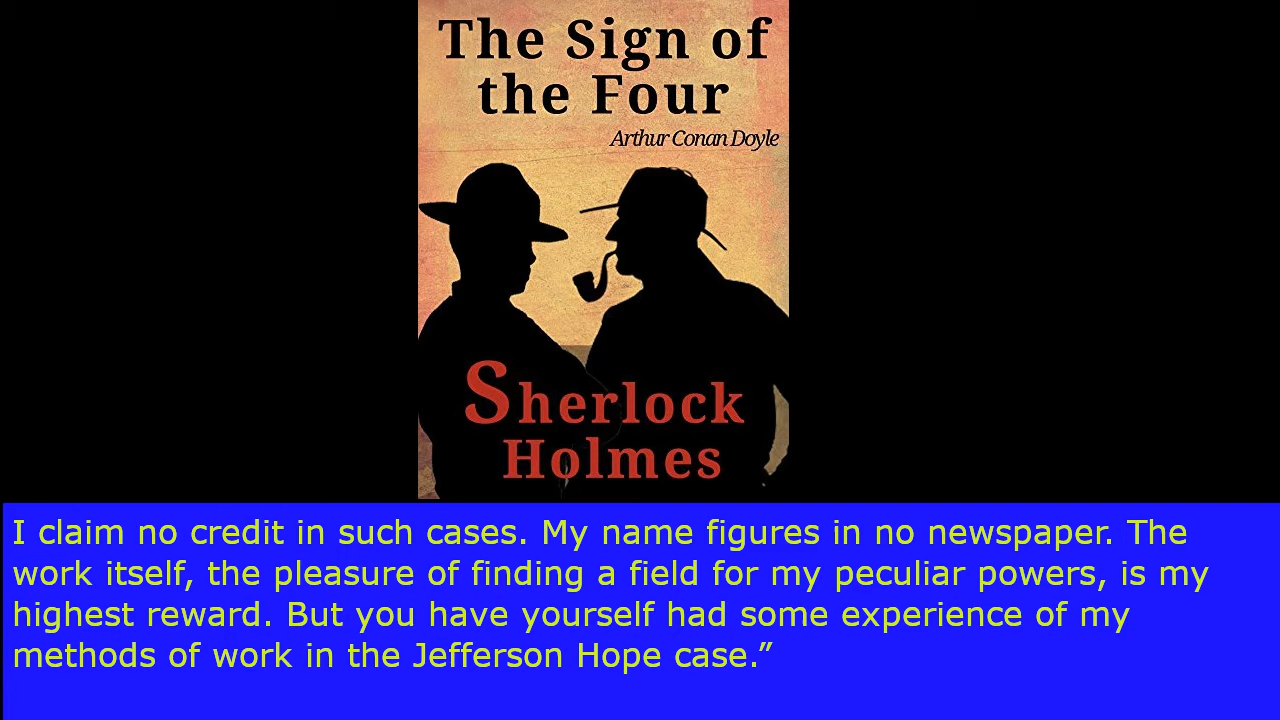 The Sign of
the Four
Arthur Conan Doyle
Sherlock
Holmes
I claim no credit in such cases. My name figures in no newspaper. The
work itself, the pleasure of finding a field for my peculiar powers, is my
highest reward. But you have yourself had some experience of my
methods of work in the Jefferson Hope case.”